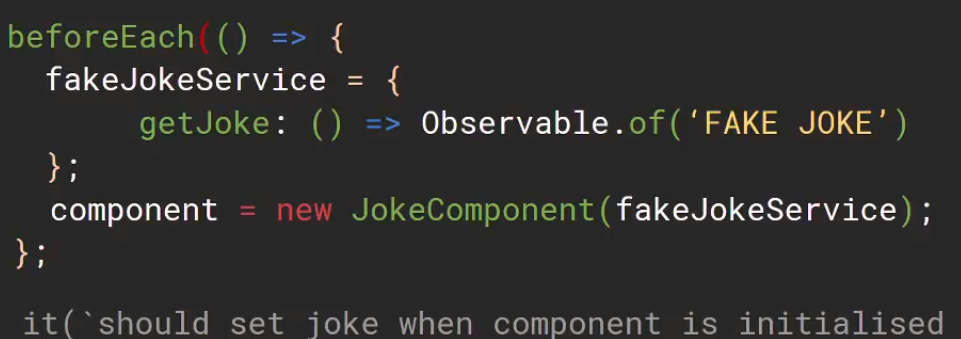 beforeEach(() => {
fakeJokeService = {
getJoke: () => Observable.of(‘FAKE JOKE’)
};
component = new JokeComponent(fakeJokeService);
};
it(`should set joke when component is initialised